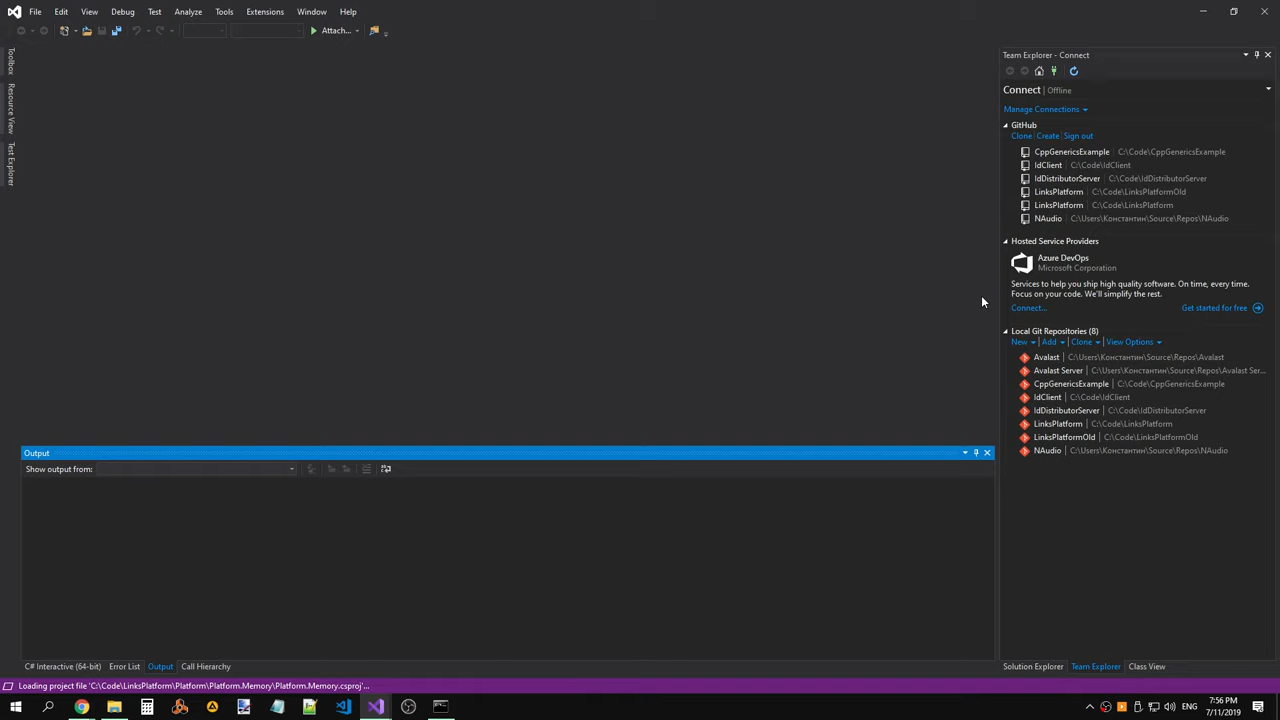 File Edit View Debug Test Analyze Tools Extensions Window Help
Attach...
Toolbox
Resource View
Test Explorer
Team Explorer - Connect
Connect | Offline
Manage Connections
GitHub
Clone Create Sign out
CppGenericsExample | C:\Code\CppGenericsExample
IdClient | C:\Code\IdClient
IdDistributorServer | C:\Code\IdDistributorServer
LinksPlatform | C:\Code\LinksPlatformOld
LinksPlatform | C:\Code\LinksPlatform
NAudio | C:\Users\Константин\Source\Repos\NAudio
Hosted Service Providers
Azure DevOps
Microsoft Corporation
Services to help you ship high quality software. On time, every time.
Focus on your code. We'll simplify the rest.
Connect... Get started for free
Local Git Repositories (8)
New | Add | Clone | View Options
Avalast | C:\Users\Константин\Source\Repos\Avalast
Avalast Server | C:\Users\Константин\Source\Repos\Avalast Ser...
CppGenericsExample | C:\Code\CppGenericsExample
IdClient | C:\Code\IdClient
IdDistributorServer | C:\Code\IdDistributorServer
LinksPlatform | C:\Code\LinksPlatform
LinksPlatformOld | C:\Code\LinksPlatformOld
NAudio | C:\Users\Константин\Source\Repos\NAudio
Output
Show output from:
C# Interactive (64-bit) Error List Output Call Hierarchy
Solution Explorer Team Explorer Class View
Loading project file 'C:\Code\LinksPlatform\Platform\Platform.Memory\Platform.Memory.csproj'...
ENG
7:56 PM
7/11/2019